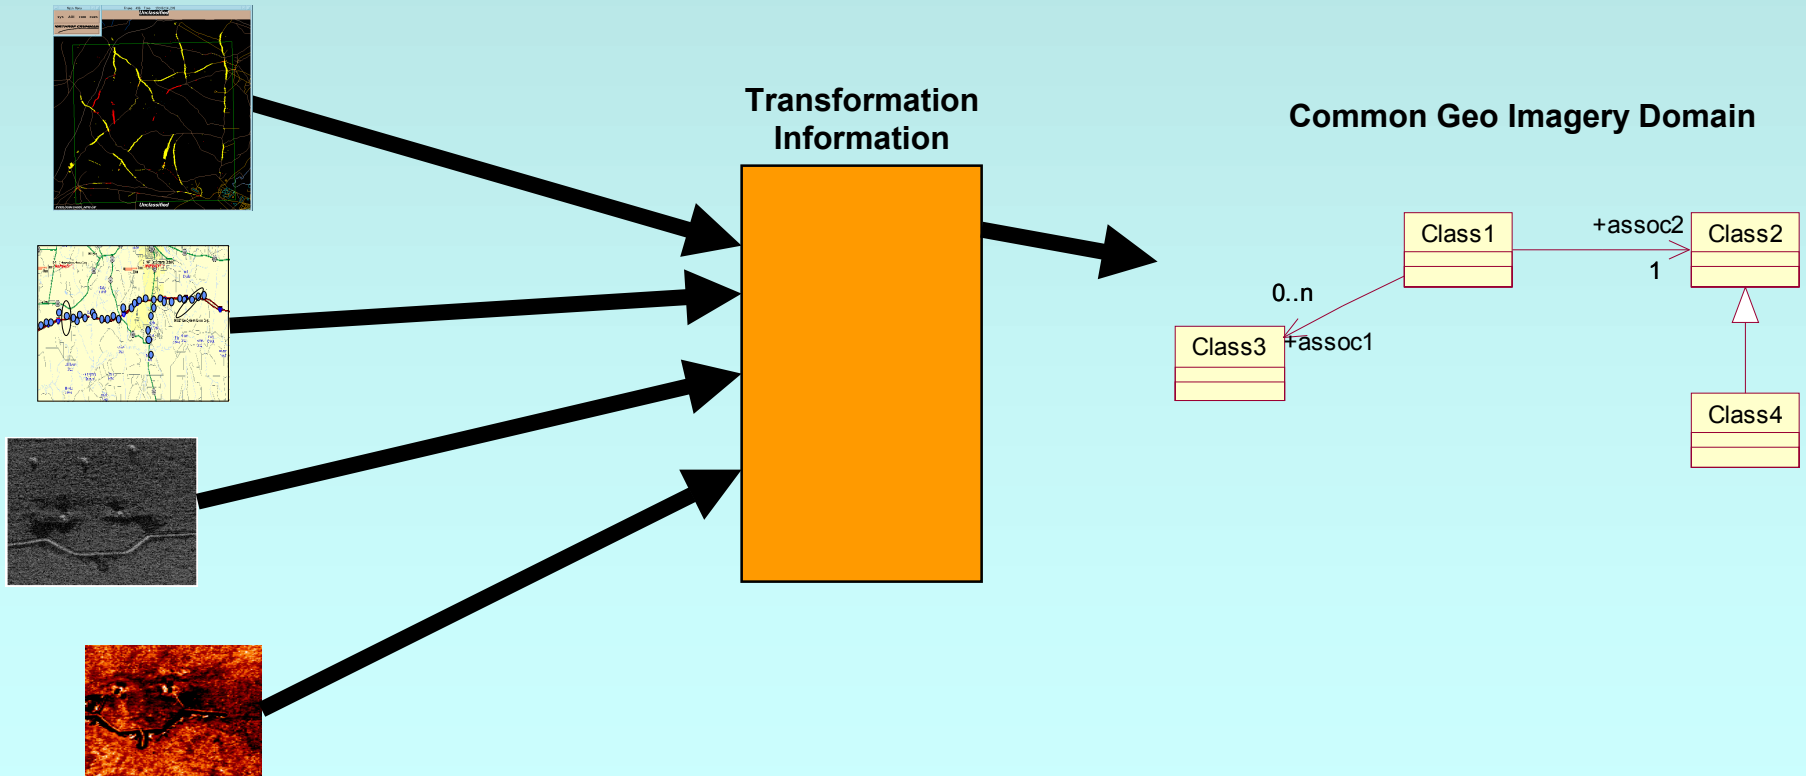 Unclassified
Unclassified
Transformation
Information
Common Geo Imagery Domain
Class1
+assoc2
Class2
1
0..n
Class3
+assoc1
Class4